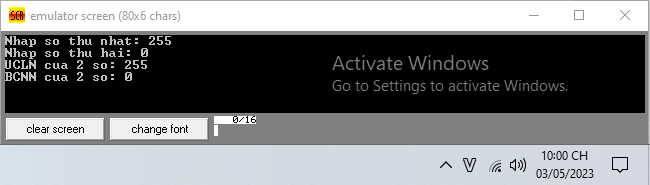 emulator screen (80x6 chars)
Nhap so thu nhat: 255
Nhap so thu hai: 0
UCLN cua 2 so: 255
BCNN cua 2 so: 0
Activate Windows
Go to Settings to activate Windows.
clear screen
change font
0/16
10:00 CH
03/05/2023